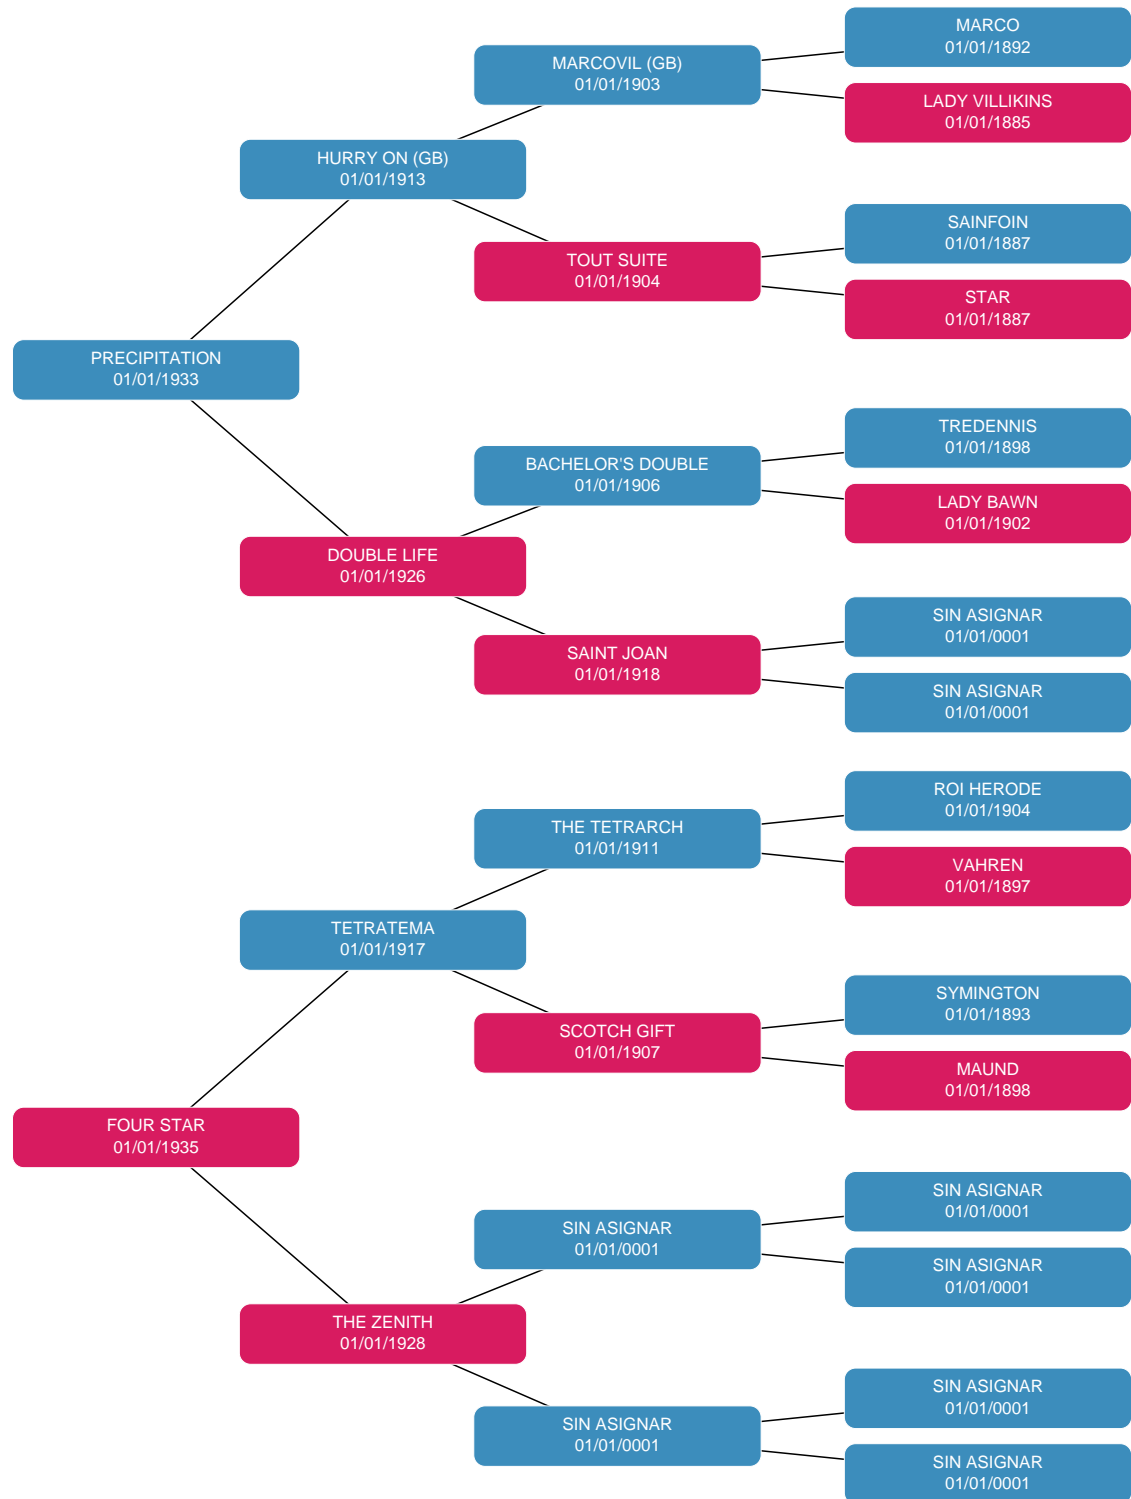 MARCO
01/01/1892
MARCOVIL (GB)
01/01/1903
LADY VILLIKINS
01/01/1885
HURRY ON (GB)
01/01/1913
SAINFOIN
01/01/1887
TOUT SUITE
01/01/1904
STAR
01/01/1887
PRECIPITATION
01/01/1933
TREDENNIS
01/01/1898
BACHELOR'S DOUBLE
01/01/1906
LADY BAWN
01/01/1902
DOUBLE LIFE
01/01/1926
SIN ASIGNAR
01/01/0001
SAINT JOAN
01/01/1918
SIN ASIGNAR
01/01/0001
ROI HERODE
01/01/1904
THE TETRARCH
01/01/1911
VAHREN
01/01/1897
TETRATEMA
01/01/1917
SYMINGTON
01/01/1893
SCOTCH GIFT
01/01/1907
MAUND
01/01/1898
FOUR STAR
01/01/1935
SIN ASIGNAR
01/01/0001
SIN ASIGNAR
01/01/0001
SIN ASIGNAR
01/01/0001
THE ZENITH
01/01/1928
SIN ASIGNAR
01/01/0001
SIN ASIGNAR
01/01/0001
SIN ASIGNAR
01/01/0001